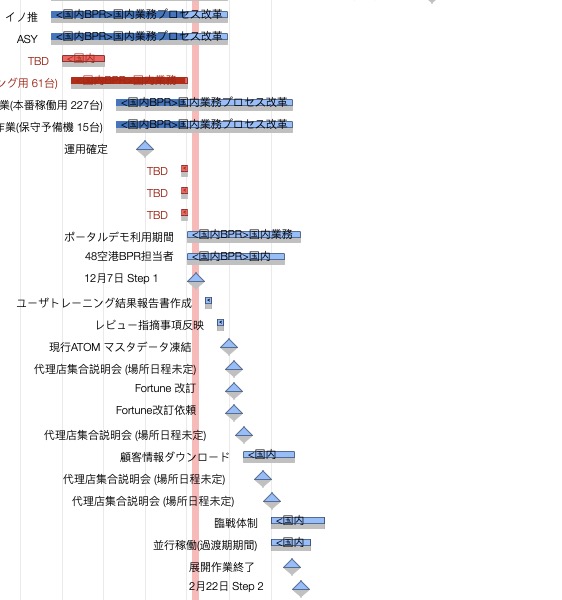 イノ推 <国内BPR>国内業務プロセス改革
ASY <国内BPR>国内業務プロセス改革
TBD <国内
ング用 61台) <国内BPR>国内業務
業(本番稼働用 227台) <国内BPR>国内業務プロセス改革
業(保守予備機 15台) <国内BPR>国内業務プロセス改革
運用確定
TBD
TBD
TBD
ポータルデモ利用期間 <国内BPR>国内業務
48空港BPR担当者 <国内BPR>国内
12月7日 Step 1
ユーザトレーニング結果報告書作成
レビュー指摘事項反映
現行ATOM マスタデータ凍結
代理店集合説明会 (場所日程未定)
Fortune 改訂
Fortune改訂依頼
代理店集合説明会 (場所日程未定)
顧客情報ダウンロード <国内
代理店集合説明会 (場所日程未定)
代理店集合説明会 (場所日程未定)
臨戦体制 <国内
並行稼働(過渡期期間) <国内
展開作業終了
2月22日 Step 2